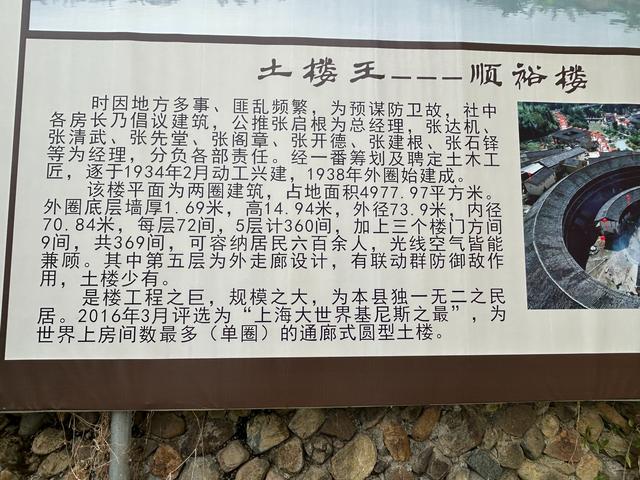 土楼王---顺裕楼
时因地方多事、匪乱频繁，为预谋防卫故，社中
各房长乃倡议建筑，公推张启根为总经理，张达机、
张清武、张先堂、张阁章、张开德、张建根、张石铎
等为经理，分负各部责任。经一番筹划及聘定土木工
匠，逐于1934年2月动工兴建，1938年外圈始建成。
该楼平面为两圈建筑，占地面积4977.97平方米。
外圈底层墙厚1.69米，高14.94米，外径73.9米，内径
70.84米，每层72间，5层计360间，加上三个楼门方间
9间，共369间，可容纳居民六百余人，光线空气皆能
兼顾。其中第五层为外走廊设计，有联动群防御敌作
用，土楼少有。
是楼工程之巨，规模之大，为本县独一无二之民
居。2016年3月评选为“上海大世界基尼斯之最”，为
世界上房间数最多（单圈）的通廊式圆型土楼。